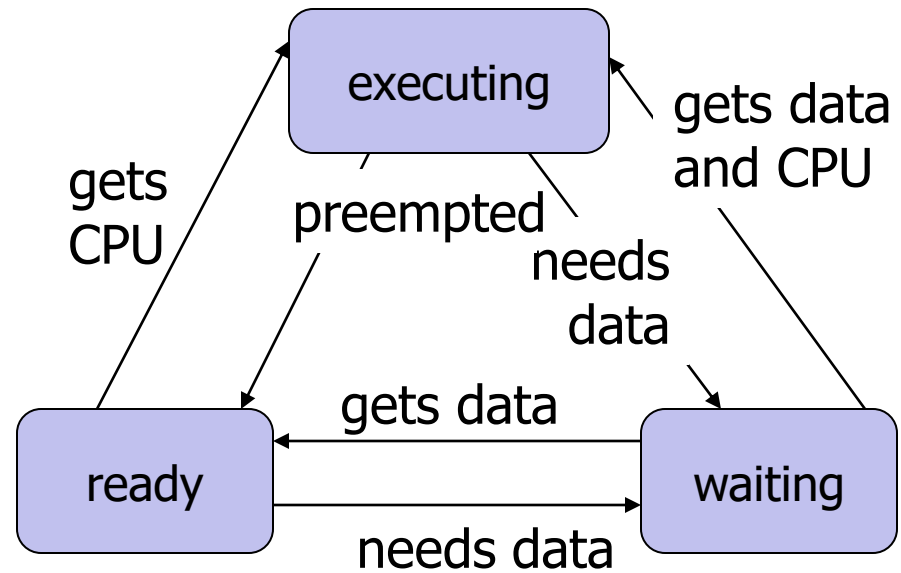 executing
gets data
and CPU
gets
CPU
preempted
needs
data
gets data
ready
waiting
needs data